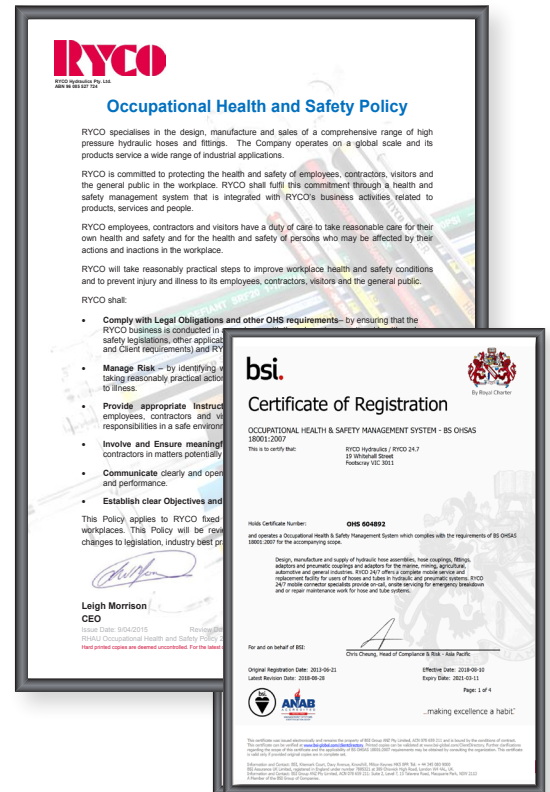 RYCO
RYCO Hydraulics Pty. Ltd.
ABN 96 005 827 724
Occupational Health and Safety Policy
RYCO specialises in the design, manufacture and sales of a comprehensive range of high
pressure hydraulic hoses and fittings. The Company operates on a global scale and its
products service a wide range of industrial applications.
RYCO is committed to protecting the health and safety of employees, contractors, visitors and
the general public in the workplace. RYCO shall fulfil this commitment through a health and
safety management system that is integrated with RYCO's business activities related to
products, services and people.
RYCO employees, contractors and visitors have a duty of care to take reasonable care for their
own health and safety and for the health and safety of persons who may be affected by their
actions and inactions in the workplace.
RYCO will take reasonably practical steps to improve workplace health and safety conditions
and to prevent injury and illness to its employees, contractors, visitors and the general public.
RYCO shall:
• Comply with Legal Obligations and other OHS requirements– by ensuring that the
RYCO business is conducted in
safety legislations, other applicab
and Client requirements) and RY
• Manage Risk – by identifying w
taking reasonably practical action
to illness.
• Provide appropriate Instruct
employees, contractors and vi
responsibilities in a safe environm
• Involve and Ensure meaningf
contractors in matters potentially
• Communicate clearly and open
and performance.
• Establish clear Objectives and
This Policy applies to RYCO fixed
workplaces. This Policy will be revi
changes to legislation, industry best pr
Leigh Morrison
CEO
Issue Date: 9/04/2015 Review Da
RHAU Occupational Health and Safety Policy 2
Hard printed copies are deemed uncontrolled. For the latest
bsi.
By Royal Charter
Certificate of Registration
OCCUPATIONAL HEALTH & SAFETY MANAGEMENT SYSTEM - BS OHSAS
18001:2007
This is to certify that: RYCO Hydraulics / RYCO 24.7
19 Whitehall Street
Footscray VIC 3011
Holds Certificate Number: OHS 604892
and operates a Occupational Health & Safety Management System which complies with the requirements of BS OHSAS
18001:2007 for the accompanying scope.
Design, manufacture and supply of hydraulic hose assemblies, hose couplings, fittings,
adaptors and pneumatic couplings and adaptors for the marine, mining, agricultural,
automotive and general industries. RYCO 24/7 offers a complete mobile service and
replacement facility for users of hoses and tubes in hydraulic and pneumatic systems. RYCO
24/7 mobile connector specialists provide on-call, onsite servicing for emergency breakdown
and or repair maintenance work for hose and tube systems.
For and on behalf of BSI:
Chris Cheung, Head of Compliance & Risk - Asia Pacific
Original Registration Date: 2013-06-21 Effective Date: 2018-08-10
Latest Revision Date: 2018-08-28 Expiry Date: 2021-03-11
Page: 1 of 4
ANAB
ACCREDITED
...making excellence a habit.™